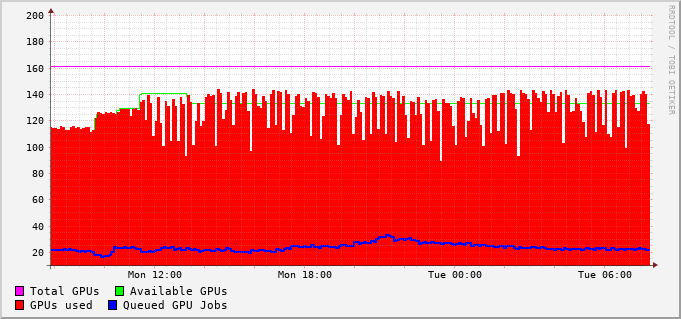 200
180
160
140
120
100
80
60
40
20
Mon 12:00 Mon 18:00 Tue 00:00 Tue 06:00
Total GPUs Available GPUs
GPUs used Queued GPU Jobs
RRDTOOL / TOBI OETIKER